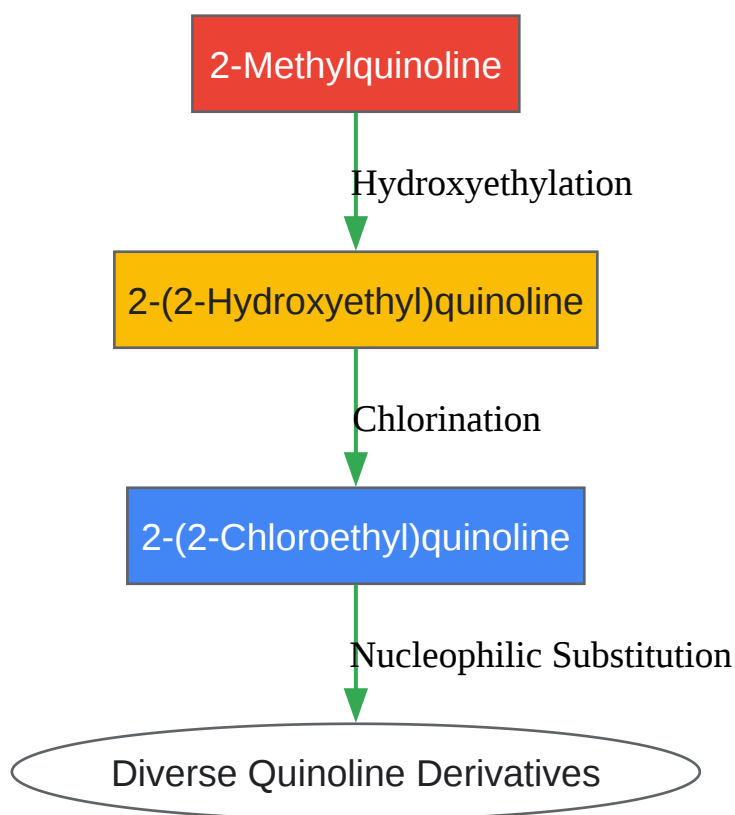 2-Methylquinoline
Hydroxyethylation
2-(2-Hydroxyethyl)quinoline
Chlorination
2-(2-Chloroethyl)quinoline
Nucleophilic Substitution
Diverse Quinoline Derivatives